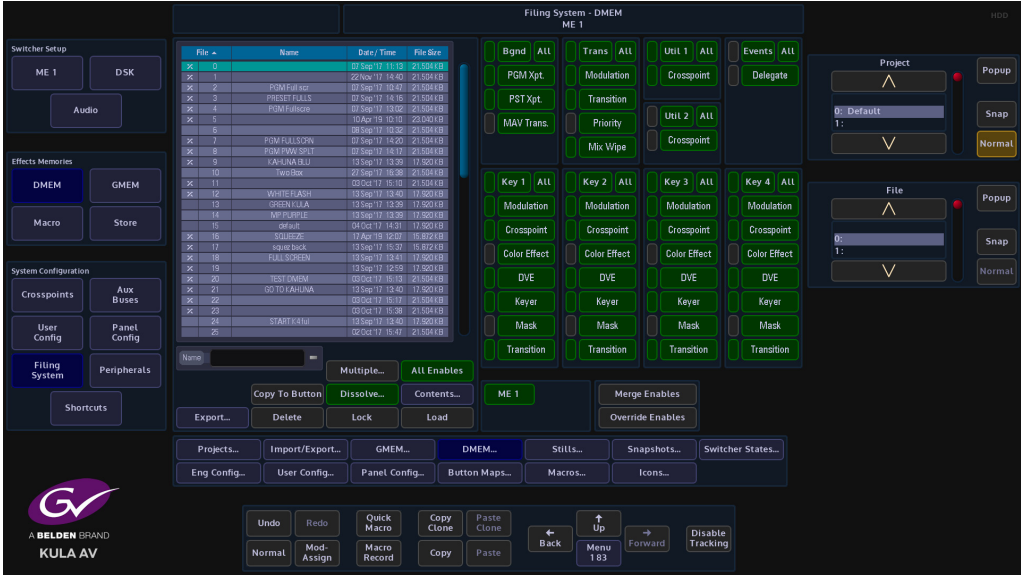 Filing System - DMEM
ME 1
HDD
Switcher Setup
ME 1
DSK
Audio
Effects Memories
DMEM
GMEM
Macro
Store
System Configuration
Crosspoints
Aux
Buses
User
Config
Panel
Config
Filing
System
Peripherals
Shortcuts
File Name Date / Time File Size
0 07 Sep '17 11:13 21.504 KB
1 22 Nov '17 14:40 21.504 KB
2 PGM Full scr 07 Sep '17 10:47 21.504 KB
3 PRESET FULLS 07 Sep '17 14:16 21.504 KB
4 PGM Fullscre 07 Sep '17 13:02 21.504 KB
5 10 Apr '19 10:10 23.040 KB
6 08 Sep '17 10:32 21.504 KB
7 PGM FULLSCRN 07 Sep '17 14:20 21.504 KB
8 PGM PVW SPLT 07 Sep '17 14:17 21.504 KB
9 KAHUNA BLU 13 Sep '17 13:39 17.920 KB
10 Two Box 27 Sep '17 16:38 21.504 KB
11 03 Oct '17 15:10 21.504 KB
12 WHITE FLASH 13 Sep '17 13:40 17.920 KB
13 GREEN KULA 13 Sep '17 13:39 17.920 KB
14 MP PURPLE 13 Sep '17 13:39 17.920 KB
15 default 04 Oct '17 14:31 21.504 KB
16 SQUEEZE 17 Apr '19 12:07 15.872 KB
17 squez back 13 Sep '17 15:37 15.872 KB
18 FULL SCREEN 13 Sep '17 13:41 17.920 KB
19 13 Sep '17 12:59 17.920 KB
20 TEST DMEM 03 Oct '17 15:13 21.504 KB
21 GO TO KAHUNA 13 Sep '17 13:40 17.920 KB
22 03 Oct '17 15:17 21.504 KB
23 03 Oct '17 15:38 21.504 KB
24 START K4 ful 13 Sep '17 13:40 17.920 KB
25 02 Oct '17 15:47 21.504 KB
Name
Multiple...
All Enables
Copy To Button
Dissolve...
Contents...
Export...
Delete
Lock
Load
Bgnd All
PGM Xpt.
PST Xpt.
MAV Trans.
Trans All
Modulation
Transition
Priority
Mix Wipe
Util 1 All
Crosspoint
Util 2 All
Crosspoint
Events All
Delegate
Key 1 All
Modulation
Crosspoint
Color Effect
DVE
Keyer
Mask
Transition
Key 2 All
Modulation
Crosspoint
Color Effect
DVE
Keyer
Mask
Transition
Key 3 All
Modulation
Crosspoint
Color Effect
DVE
Keyer
Mask
Transition
Key 4 All
Modulation
Crosspoint
Color Effect
DVE
Keyer
Mask
Transition
ME 1
Merge Enables
Override Enables
Project
0: Default
1:
Popup
Snap
Normal
File
0:
1:
Popup
Snap
Normal
Projects...
Import/Export...
GMEM...
DMEM...
Stills...
Snapshots...
Switcher States...
Eng Config...
User Config...
Panel Config...
Button Maps...
Macros...
Icons...
GV
A BELDEN BRAND
KULA AV
Undo
Redo
Normal
Mod-
Assign
Quick
Macro
Macro
Record
Copy
Clone
Paste
Clone
Copy
Paste
Back
Up
Menu
183
Forward
Disable
Tracking